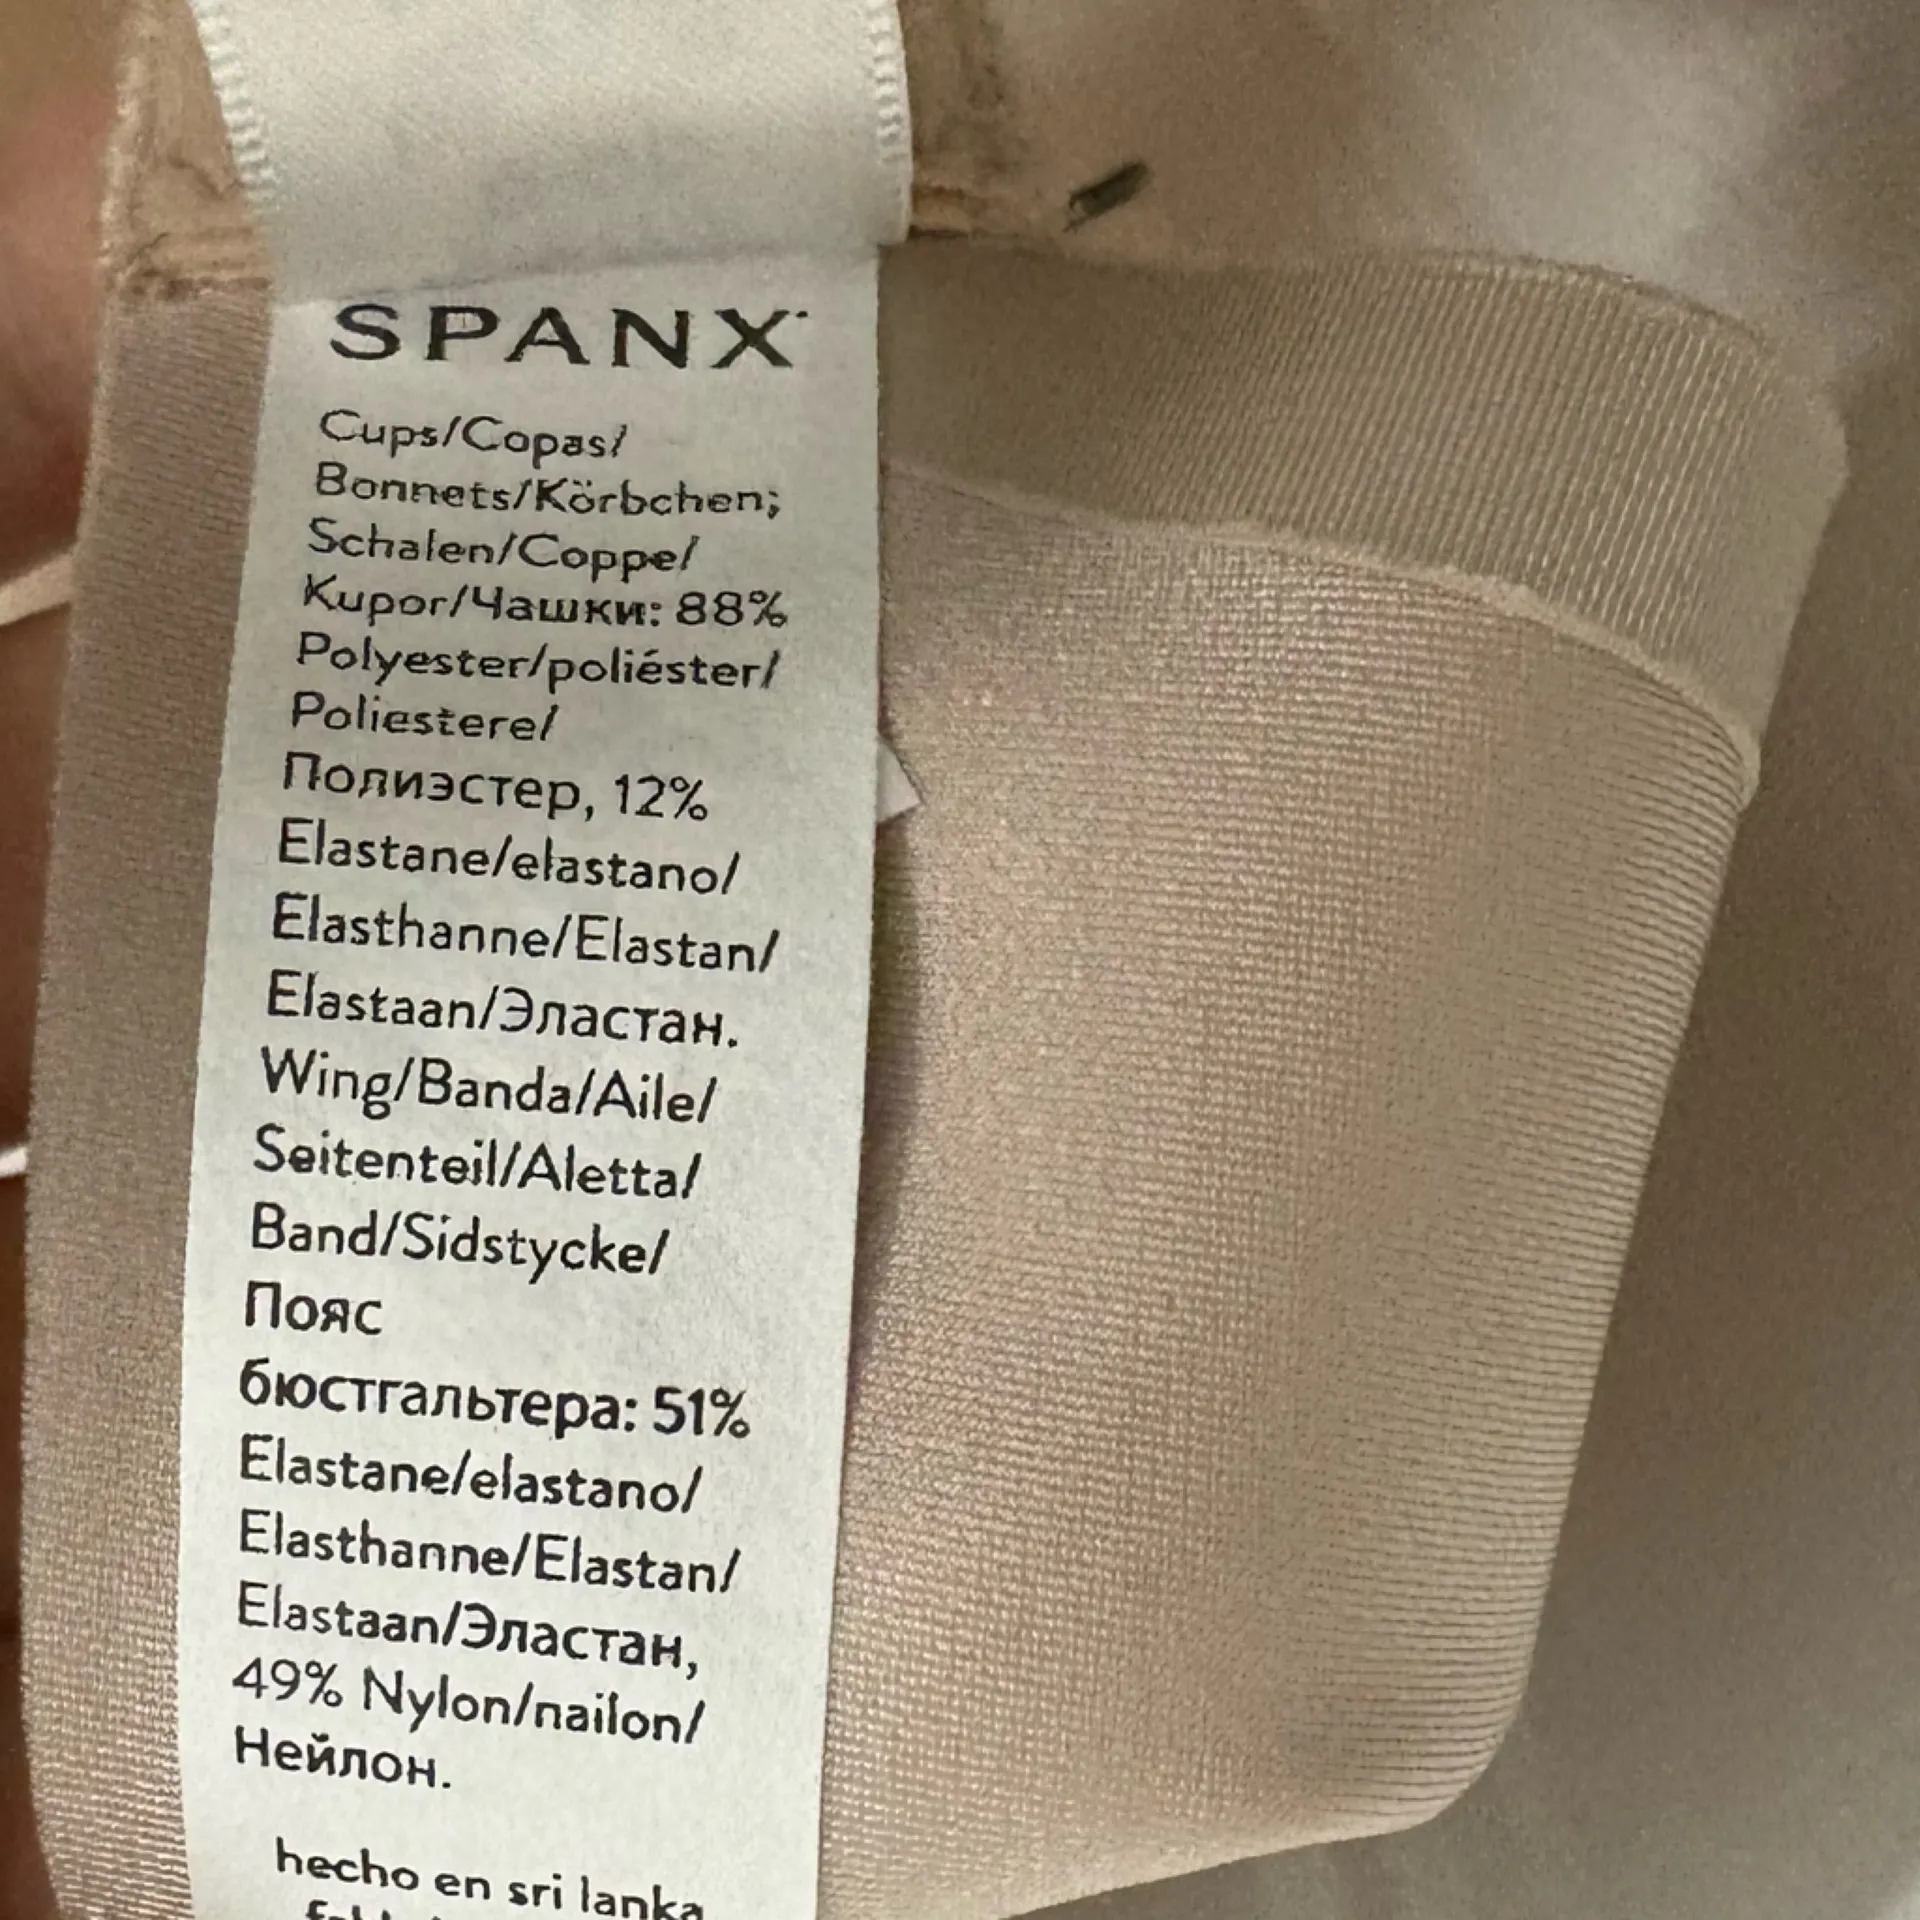 SPANX
Cups/Copas/
Bonnets/Körbchen;
Schalen/Coppe/
Kupor/Чашки: 88%
Polyester/poliéster/
Poliestere/
Полиэстер, 12%
Elastane/elastano/
Elasthanne/Elastan/
Elastaan/Эластан.
Wing/Banda/Aile/
Seitenteil/Aletta/
Band/Sidstycke/
Пояс
бюстгальтера: 51%
Elastane/elastano/
Elasthanne/Elastan/
Elastaan/Эластан,
49% Nylon/nailon/
Нейлон.
hecho en sri lanka